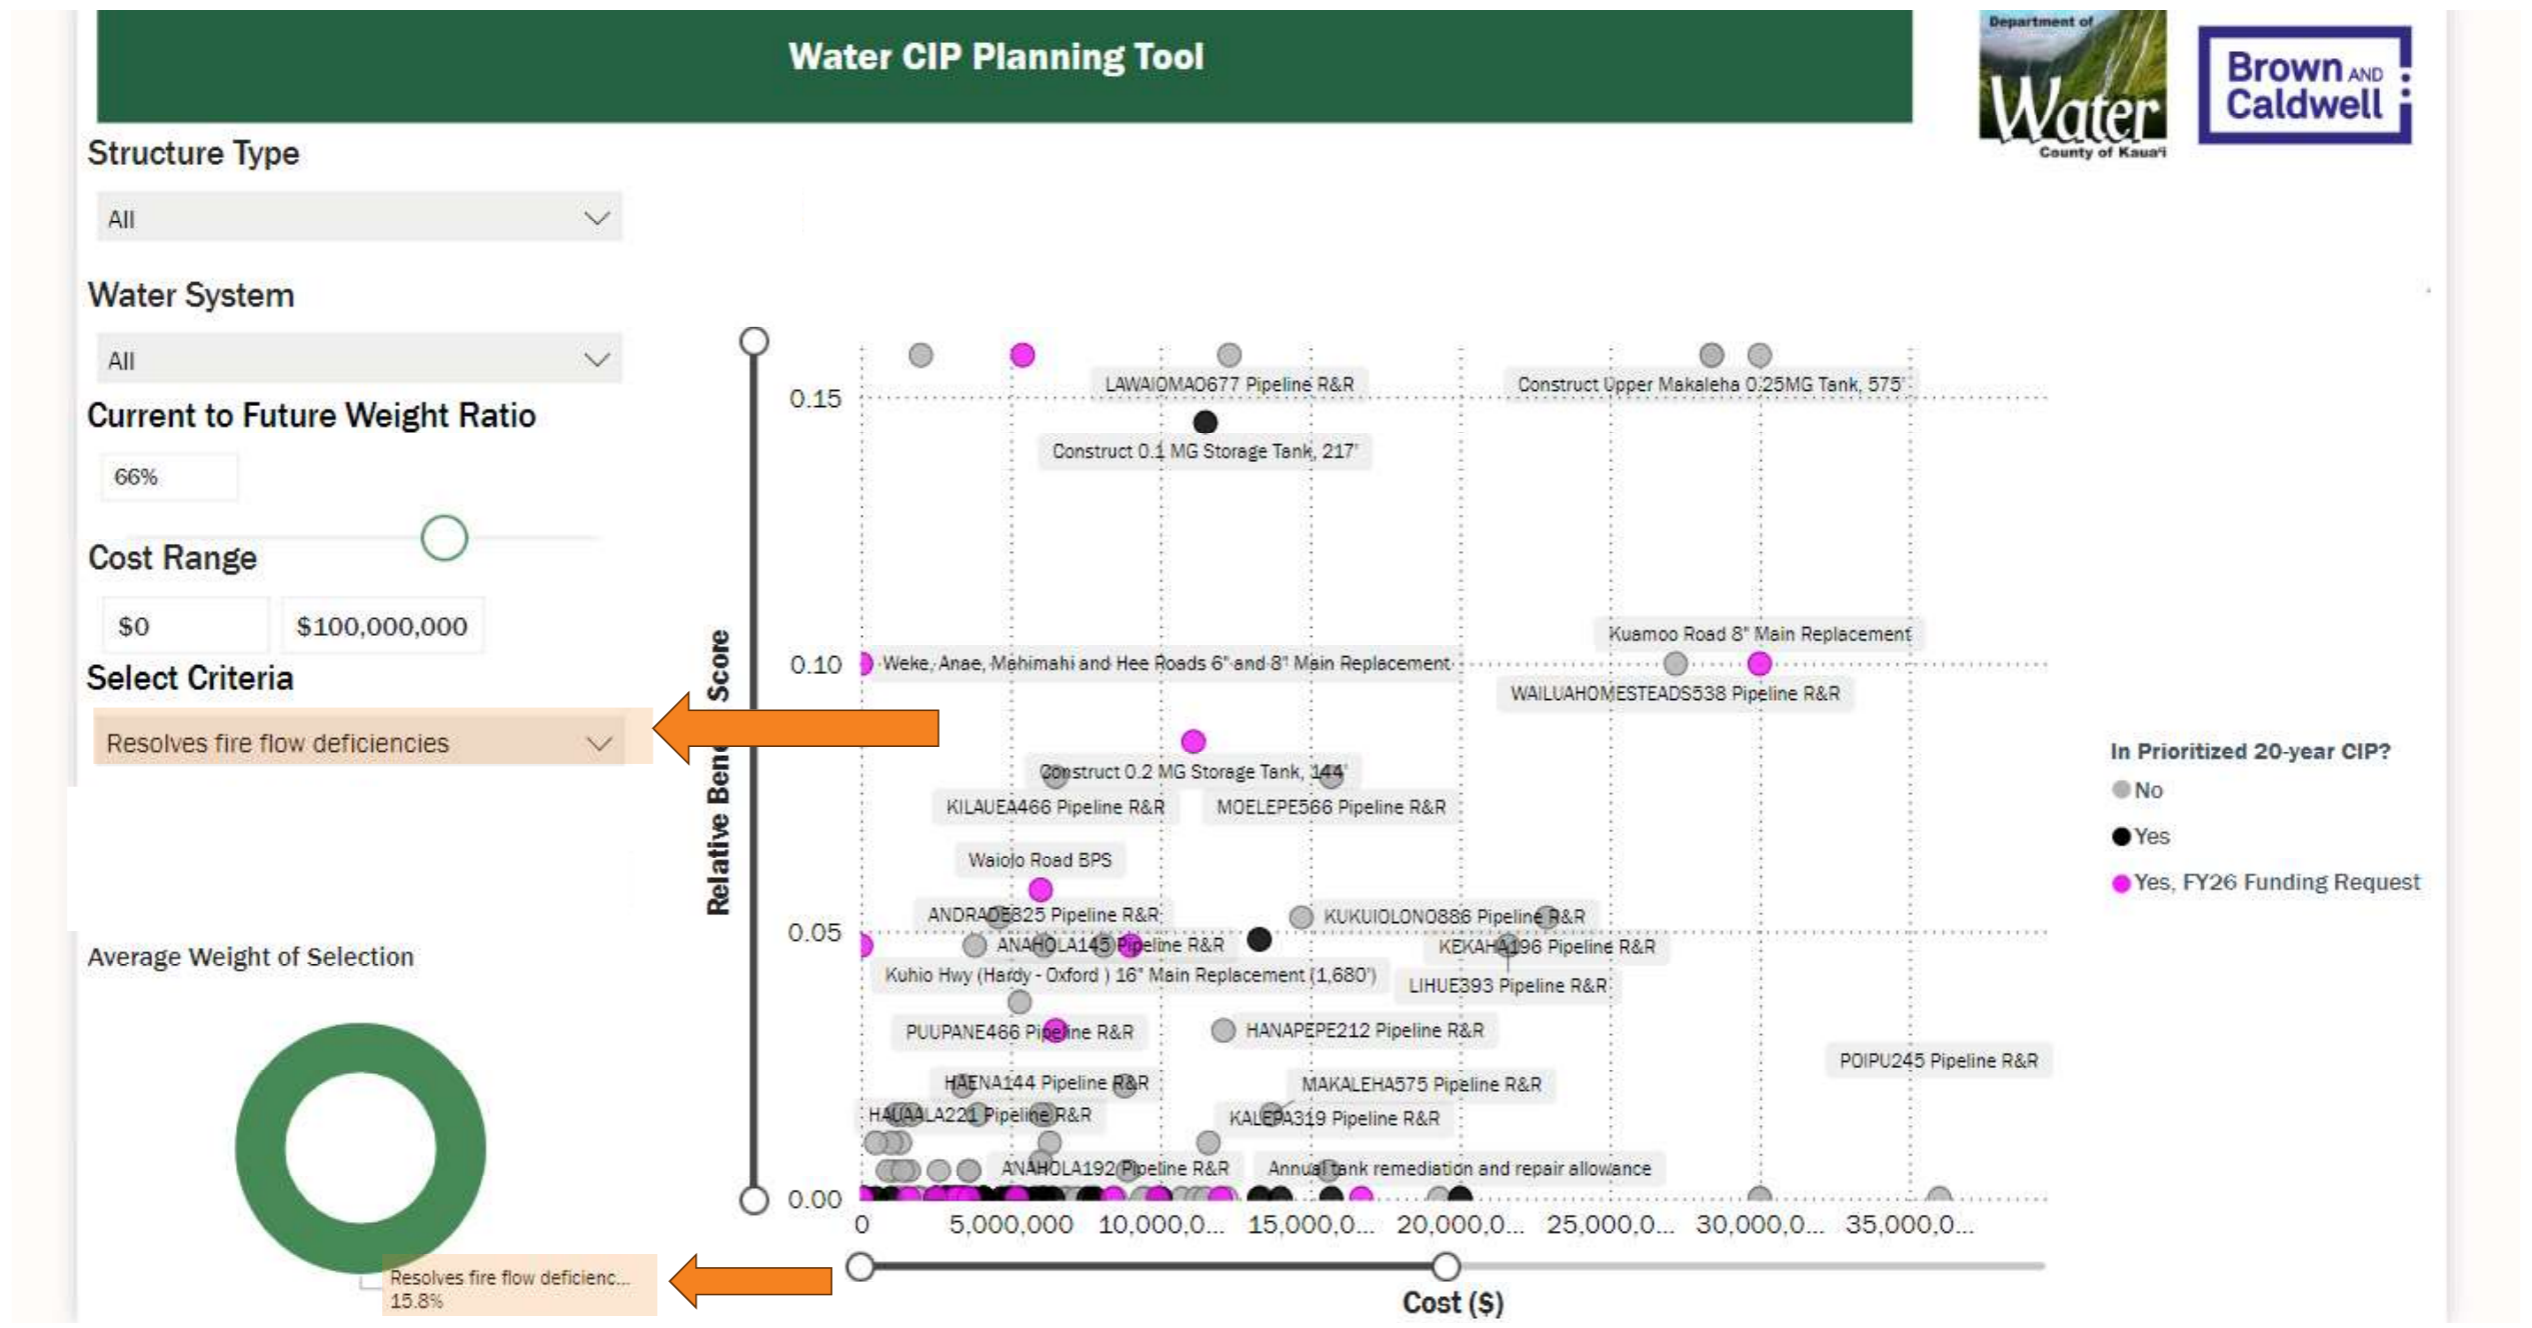 Water CIP Planning Tool
Department of
Water
County of Kaua'i
Brown AND
Caldwell
Structure Type
All
Water System
All
Current to Future Weight Ratio
66%
Cost Range
$0
$100,000,000
Select Criteria
Resolves fire flow deficiencies
Average Weight of Selection
Resolves fire flow deficienc...
15.8%
Relative Bene
Score
0.15
0.10
0.05
0.00
LAWAIOMAO677 Pipeline R&R
Construct Upper Makaleha 0.25MG Tank, 575'
Construct 0.1 MG Storage Tank, 217'
Kuamoo Road 8" Main Replacement
Weke, Anae, Mahimahi and Hee Roads 6" and 8" Main Replacement
WAILUAHOMESTEADS538 Pipeline R&R
Construct 0.2 MG Storage Tank, 144'
KILAUEA466 Pipeline R&R
MOELEPE566 Pipeline R&R
Waiolo Road BPS
ANDRADE825 Pipeline R&R
KUKUIOLONO886 Pipeline R&R
ANAHOLA145 Pipeline R&R
KEKAHA196 Pipeline R&R
Kuhio Hwy (Hardy - Oxford ) 16" Main Replacement (1,680')
LIHUE393 Pipeline R&R
PUUPANE466 Pipeline R&R
HANAPEPE212 Pipeline R&R
POIPU245 Pipeline R&R
HAENA144 Pipeline R&R
MAKALEHA575 Pipeline R&R
HAUAALA221 Pipeline R&R
KALEPA319 Pipeline R&R
ANAHOLA192 Pipeline R&R
Annual tank remediation and repair allowance
0
5,000,000
10,000,0...
15,000,0...
20,000,0...
25,000,0...
30,000,0...
35,000,0...
Cost ($)
In Prioritized 20-year CIP?
No
Yes
Yes, FY26 Funding Request